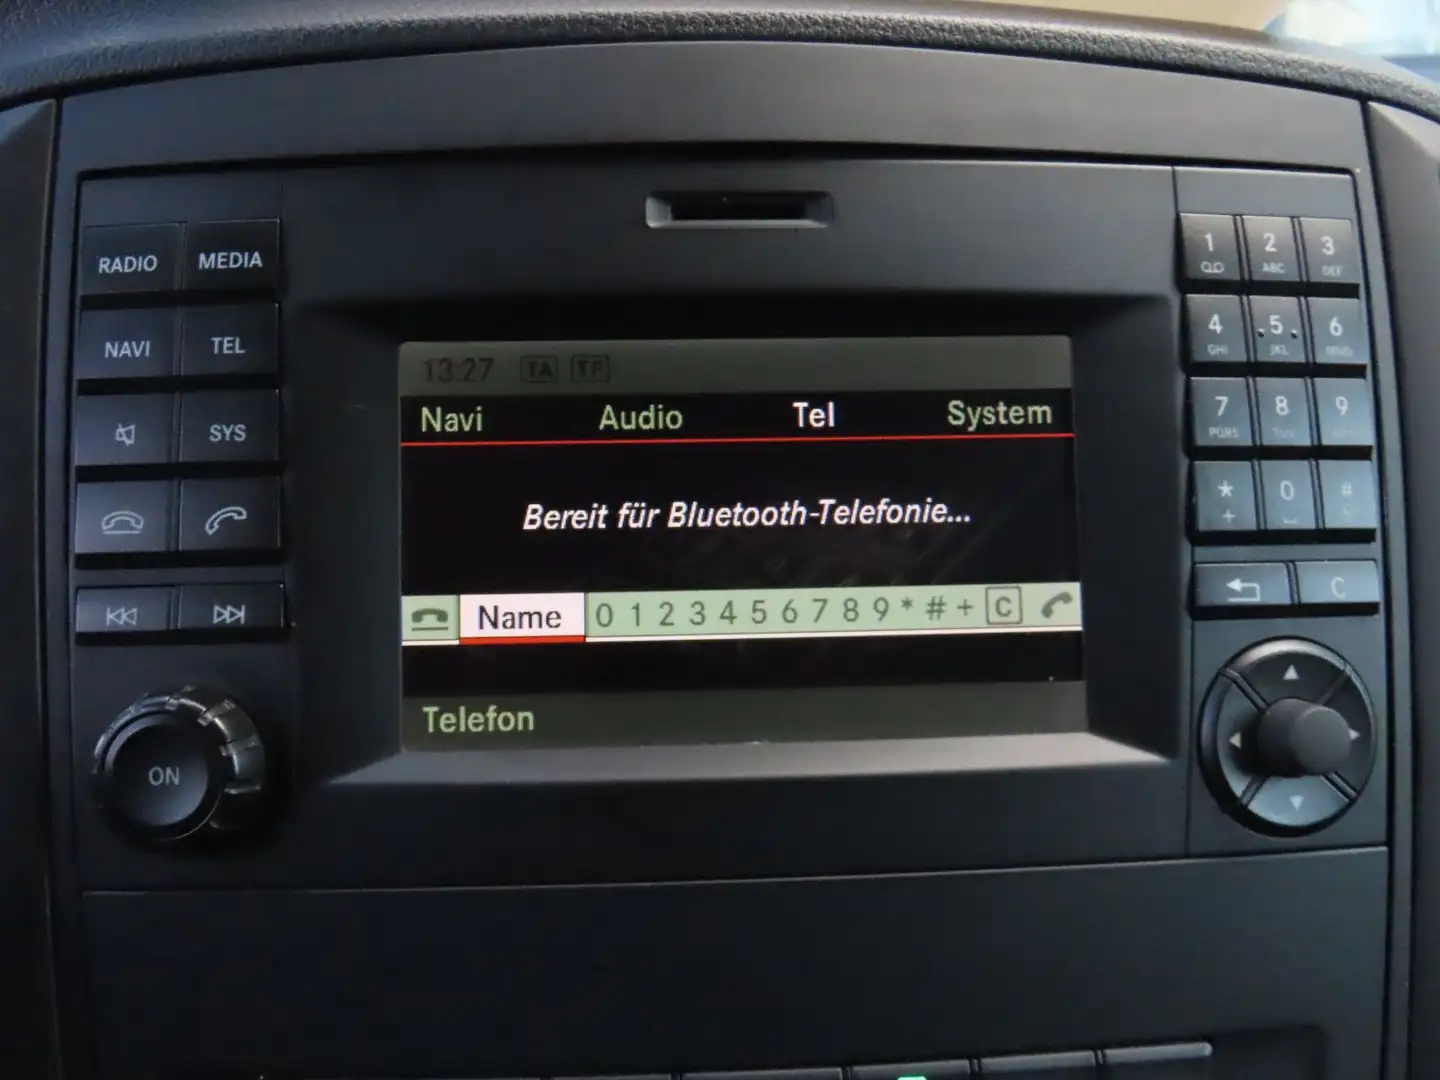 RADIO MEDIA
NAVI TEL
SYS
ON
13:27 TA TP
Navi Audio Tel System
Bereit für Bluetooth-Telefonie...
Name 0 1 2 3 4 5 6 7 8 9 * # + C
Telefon
1 2 3
ABC DEF
4 5 6
GHI JKL MNO
7 8 9
PQRS TUV
* 0 #
+
C